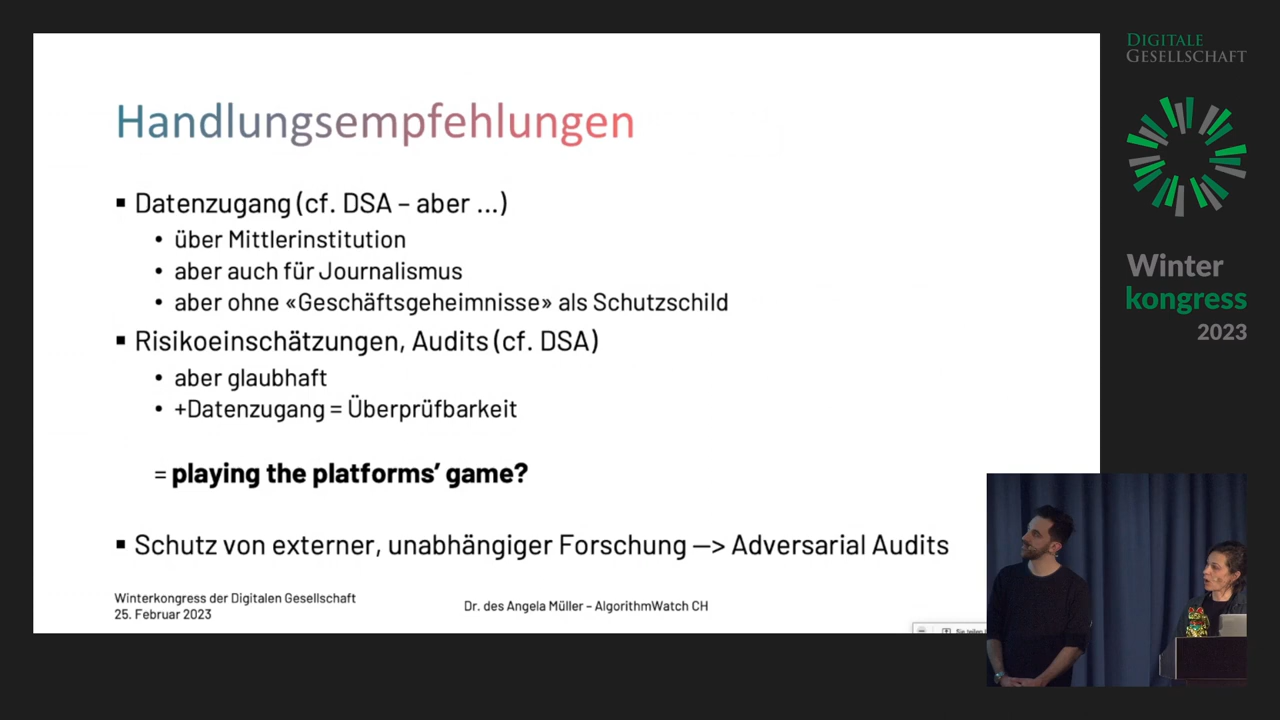 Handlungsempfehlungen
▪ Datenzugang (cf. DSA – aber ...)
• über Mittlerinstitution
• aber auch für Journalismus
• aber ohne «Geschäftsgeheimnisse» als Schutzschild
▪ Risikoeinschätzungen, Audits (cf. DSA)
• aber glaubhaft
• +Datenzugang = Überprüfbarkeit
= playing the platforms’ game?
▪ Schutz von externer, unabhängiger Forschung —> Adversarial Audits
Winterkongress der Digitalen Gesellschaft
25. Februar 2023
Dr. des Angela Müller – AlgorithmWatch CH
DIGITALE
GESELLSCHAFT
Winter
kongress
2023